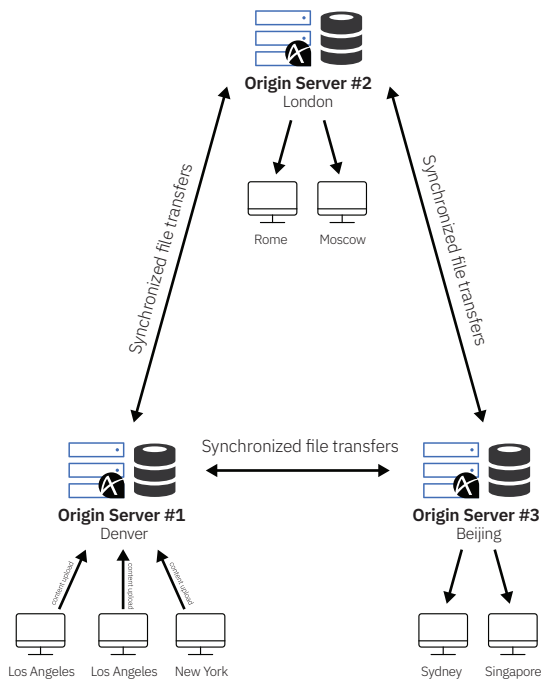 Origin Server #2
London
Synchronized file transfers
Synchronized file transfers
Rome
Moscow
Synchronized file transfers
Origin Server #1
Denver
Origin Server #3
Beijing
content upload
content upload
content upload
Los Angeles
Los Angeles
New York
Sydney
Singapore